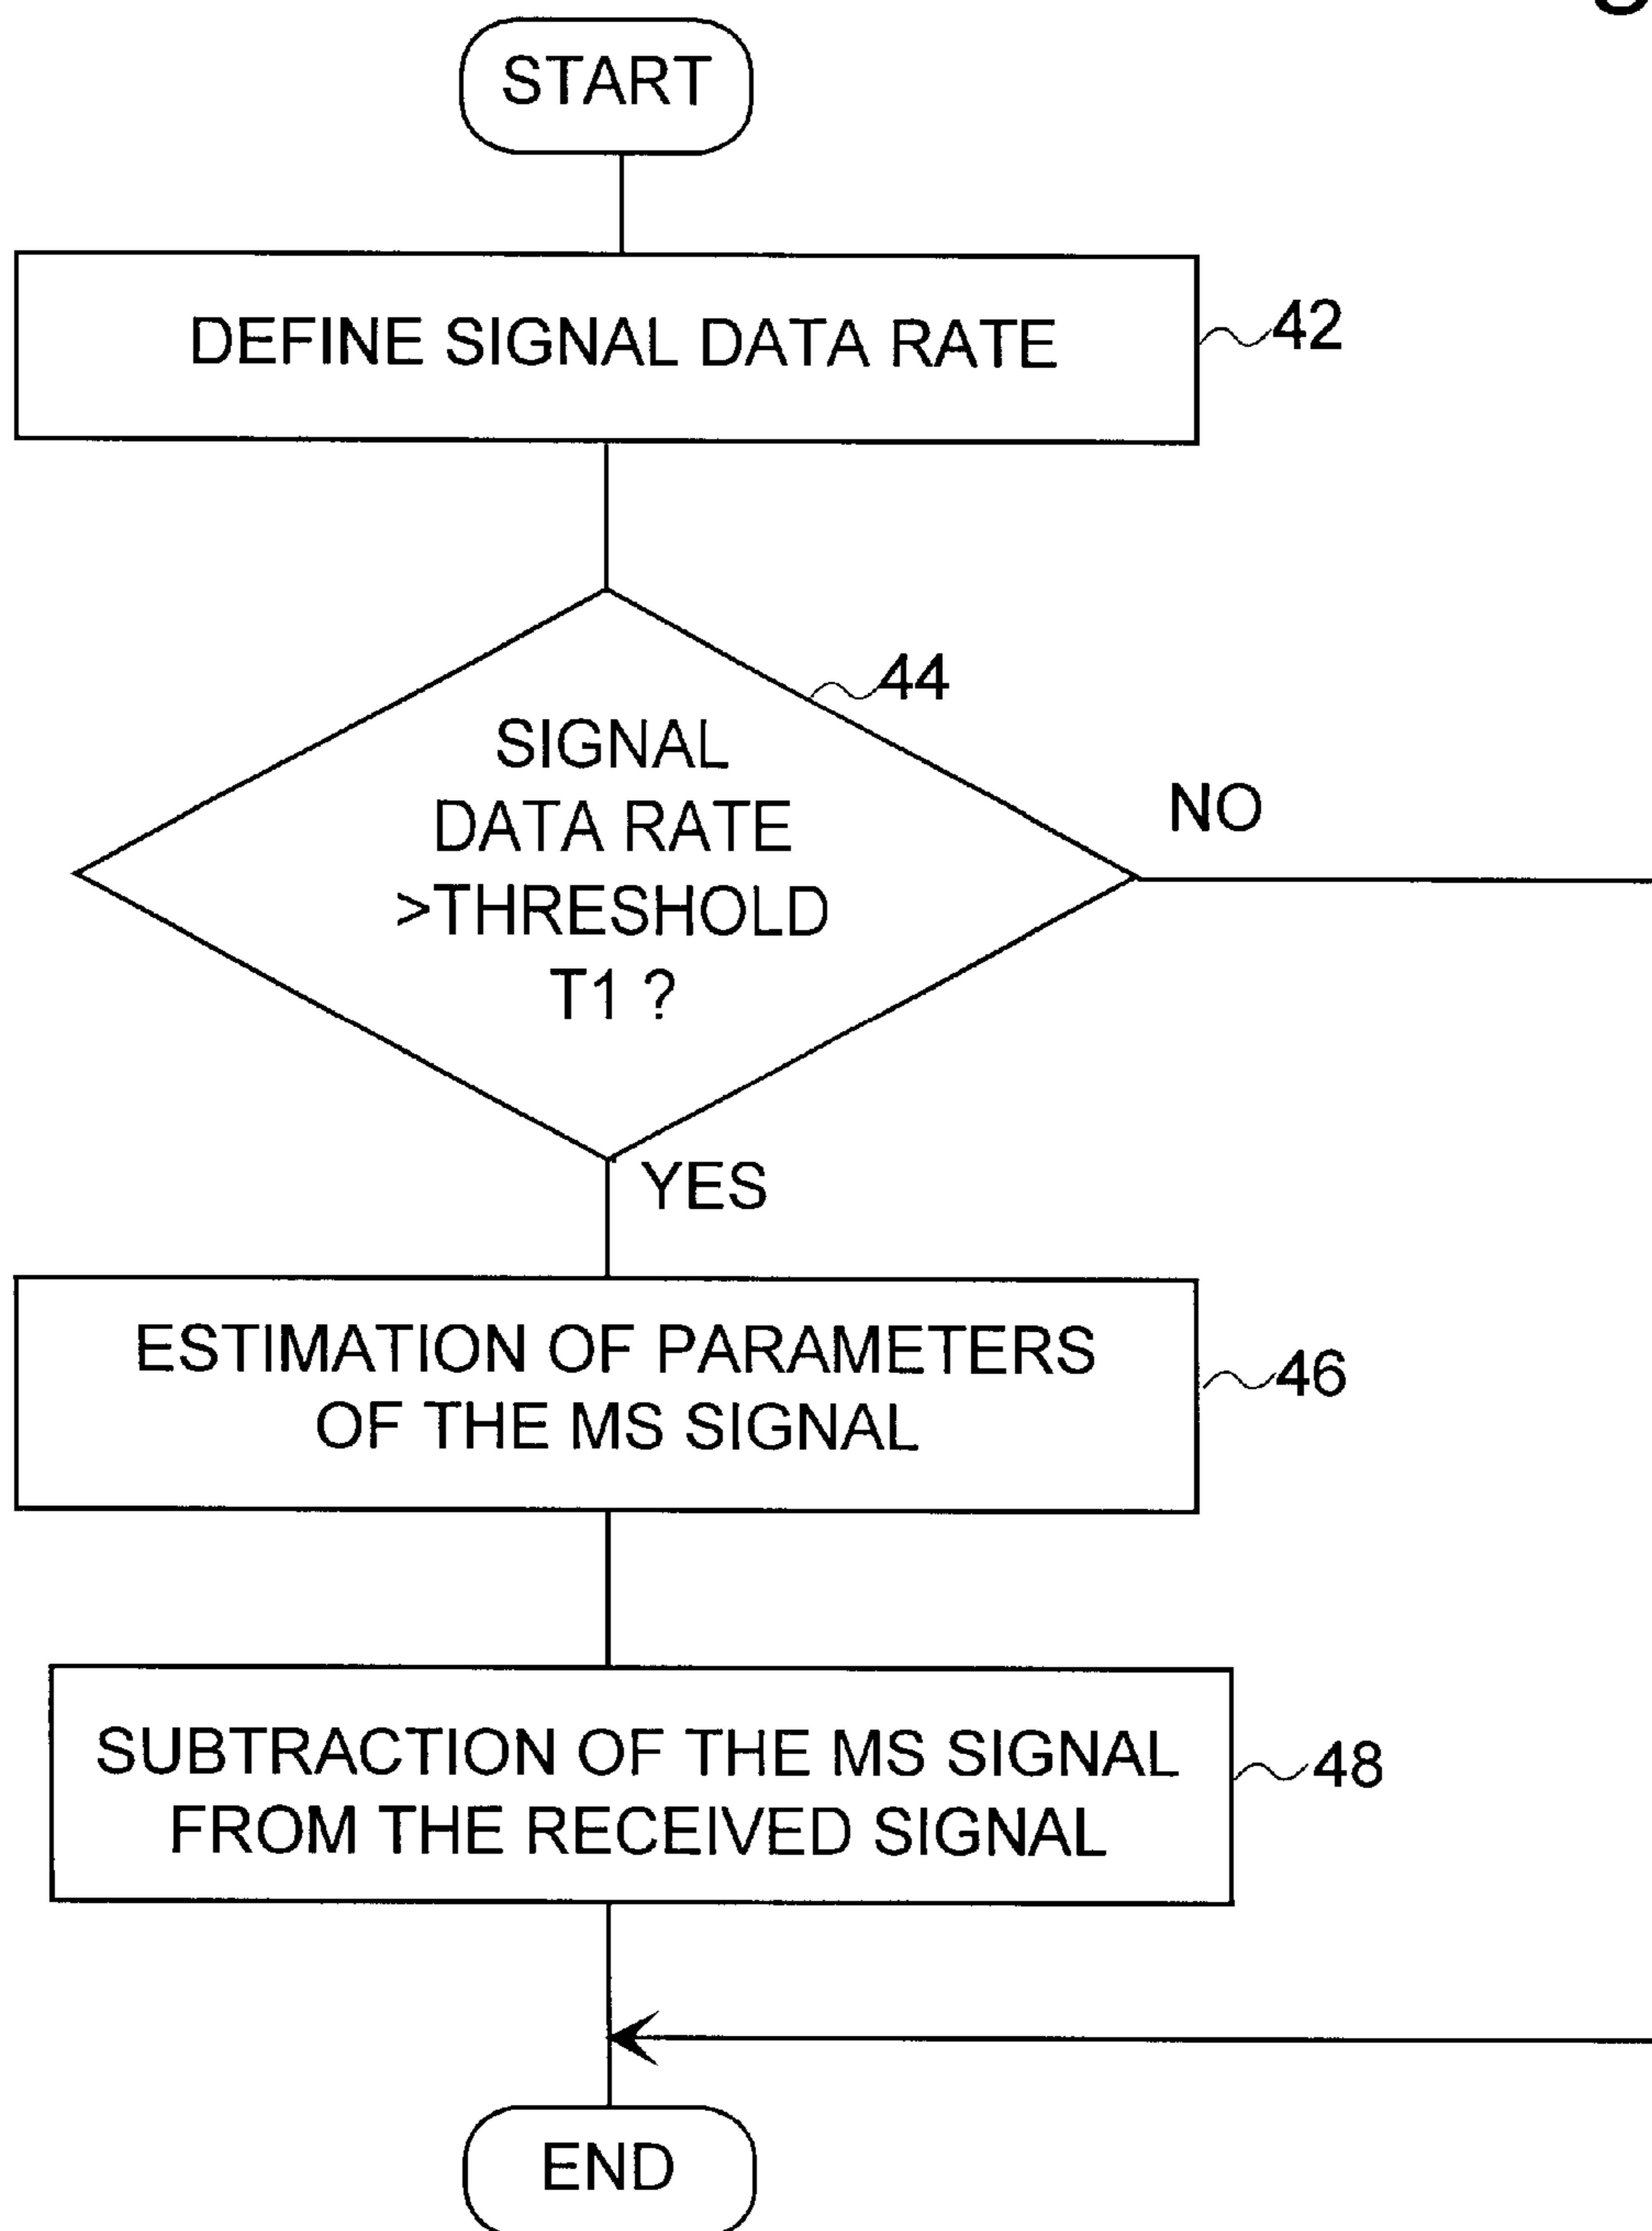 START
DEFINE SIGNAL DATA RATE
42
44
SIGNAL
DATA RATE
>THRESHOLD
T1 ?
NO
YES
ESTIMATION OF PARAMETERS
OF THE MS SIGNAL
46
SUBTRACTION OF THE MS SIGNAL
FROM THE RECEIVED SIGNAL
48
END